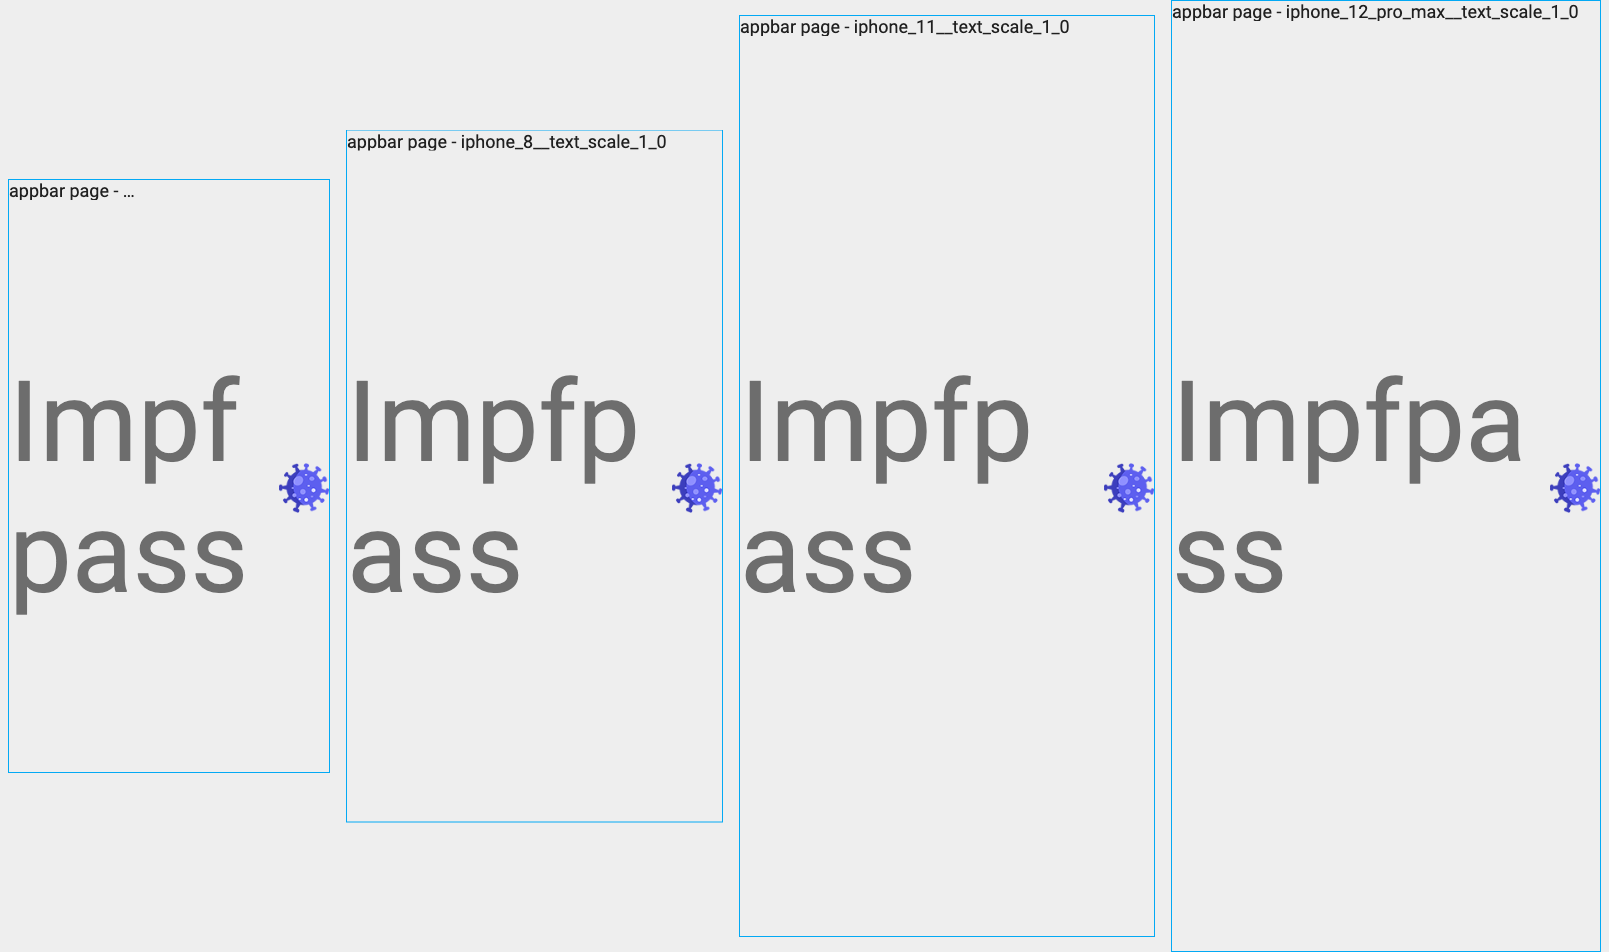 appbar page - ...
Impf
pass
appbar page - iphone_8__text_scale_1_0
Impfp
ass
appbar page - iphone_11__text_scale_1_0
Impfp
ass
appbar page - iphone_12_pro_max__text_scale_1_0
Impfpa
ss